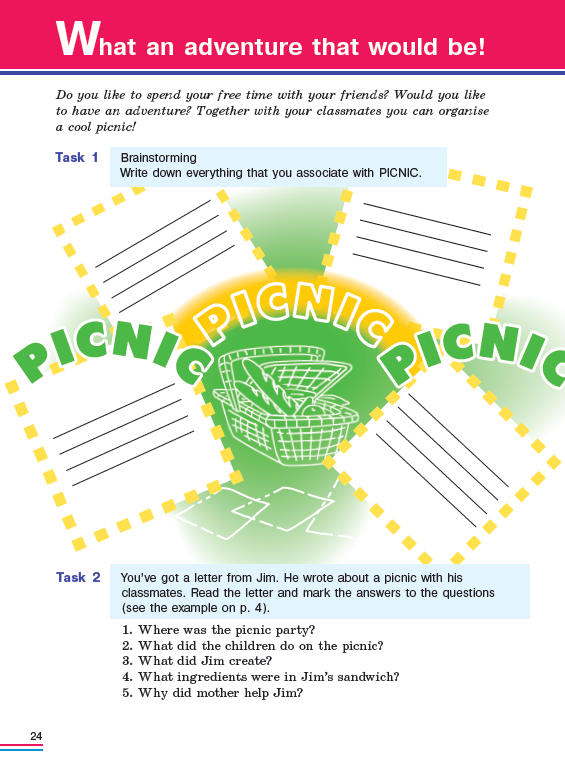 What an adventure that would be!
Do you like to spend your free time with your friends? Would you like
to have an adventure? Together with your classmates you can organise
a cool picnic!
Task 1 Brainstorming
Write down everything that you associate with PICNIC.
PICNIC
PICNIC
PICNIC
Task 2 You've got a letter from Jim. He wrote about a picnic with his
classmates. Read the letter and mark the answers to the questions
(see the example on p. 4).
1. Where was the picnic party?
2. What did the children do on the picnic?
3. What did Jim create?
4. What ingredients were in Jim's sandwich?
5. Why did mother help Jim?
24